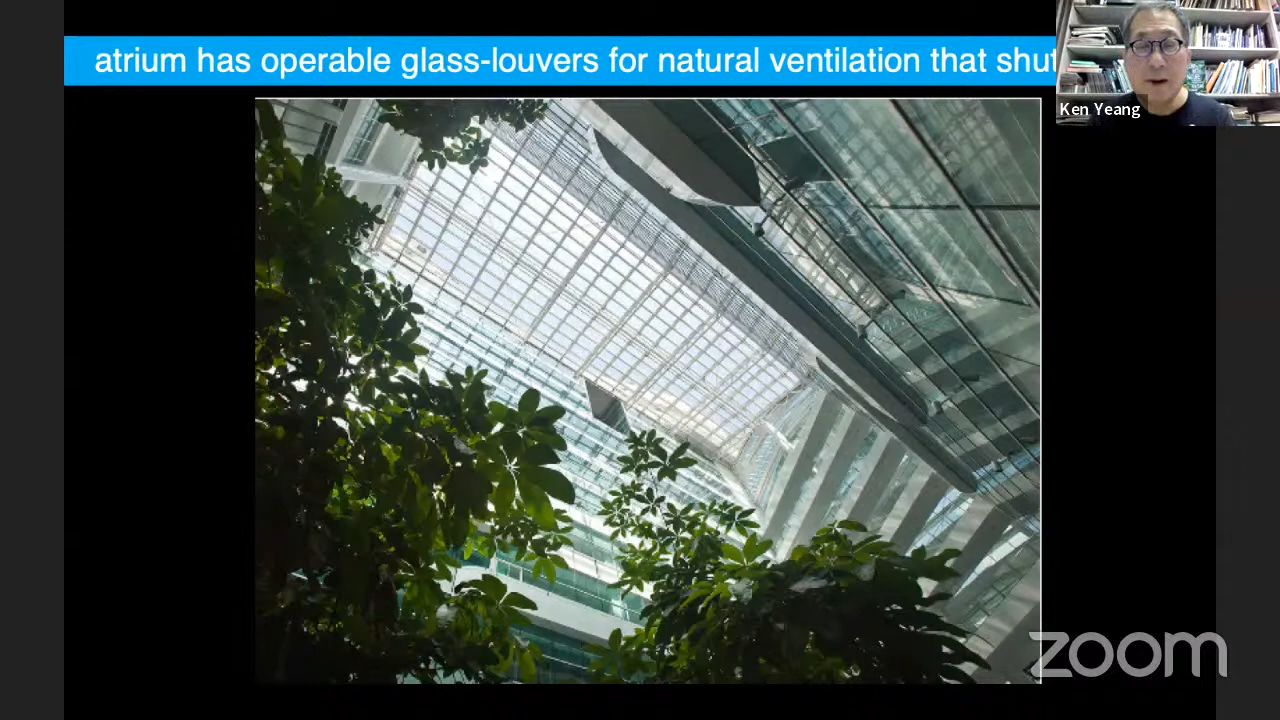 atrium has operable glass-louvers for natural ventilation that shut
Ken Yeang
zoom